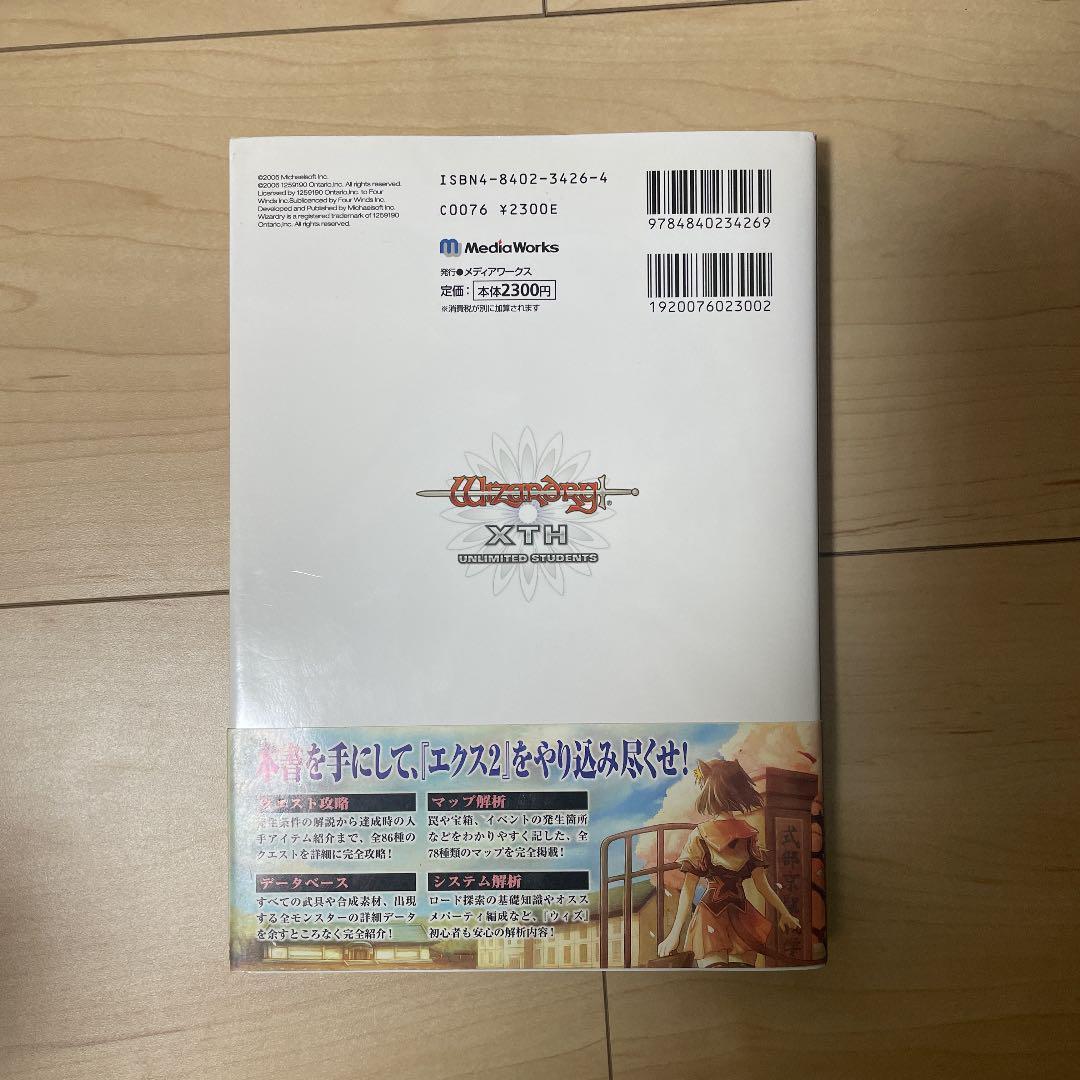 ©2006 Michaelsoft Inc.
©2006 1259190 Ontario,Inc. All rights reserved.
Licensed by 1259190 Ontario,Inc. to Four
Winds Inc.Sublicenced by Four Winds Inc.
Developed and Published by Michaelsoft Inc.
Wizardry is a registered trademark of 1259190
Ontario,Inc. All rights reserved.
ISBN4-8402-3426-4
C0076 ¥2300E
9784840234269
m MediaWorks
発行●メディアワークス
定価：本体2300円
※消費税が別に加算されます
1920076023002
Wizardry®
XTH
UNLIMITED STUDENTS
本書を手にして、『エクス2』をやり込み尽くせ！
クエスト攻略
発生条件の解説から達成時の入
手アイテム紹介まで、全86種の
クエストを詳細に完全攻略！
マップ解析
罠や宝箱、イベントの発生箇所
などをわかりやすく記した、全
78種類のマップを完全掲載！
データベース
すべての武具や合成素材、出現
する全モンスターの詳細データ
を余すところなく完全紹介！
システム解析
ロード探索の基礎知識やオスス
メパーティ編成など、『ウィズ』
初心者も安心の解析内容！
式部京